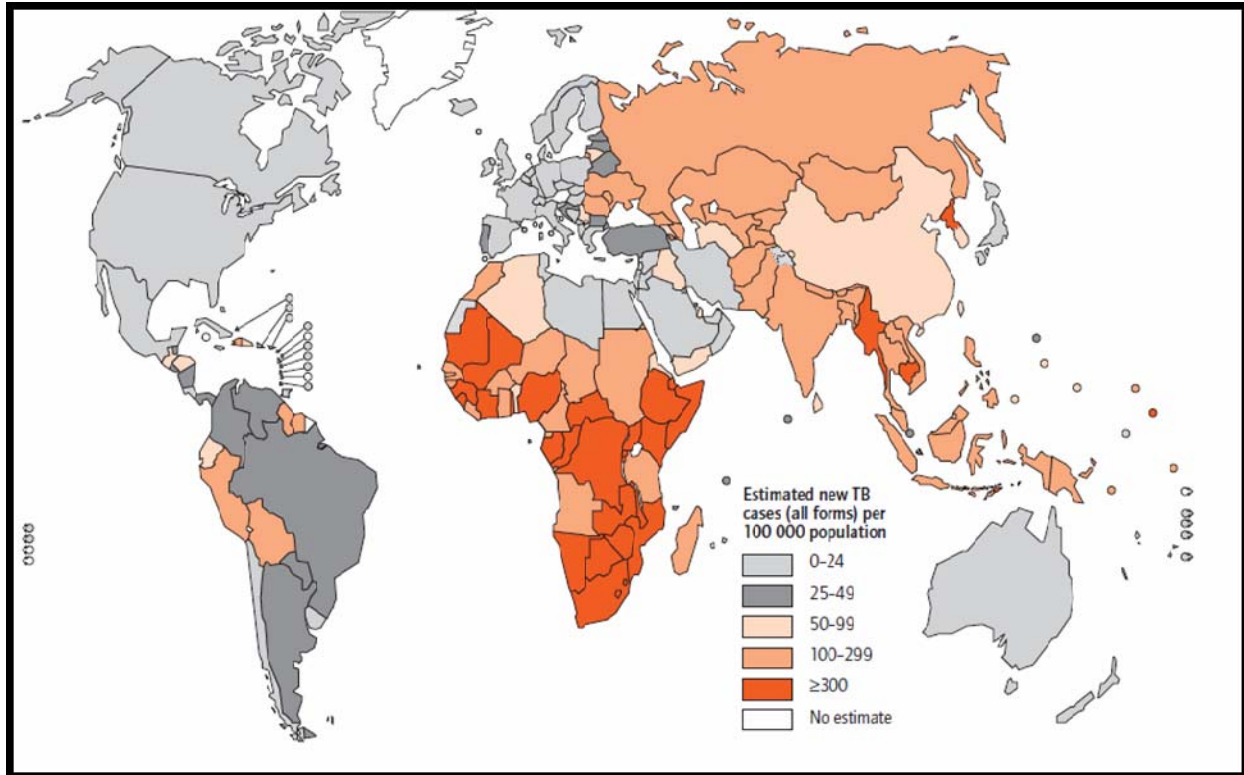 Estimated new TB
cases (all forms) per
100 000 population
0–24
25–49
50–99
100–299
≥300
No estimate